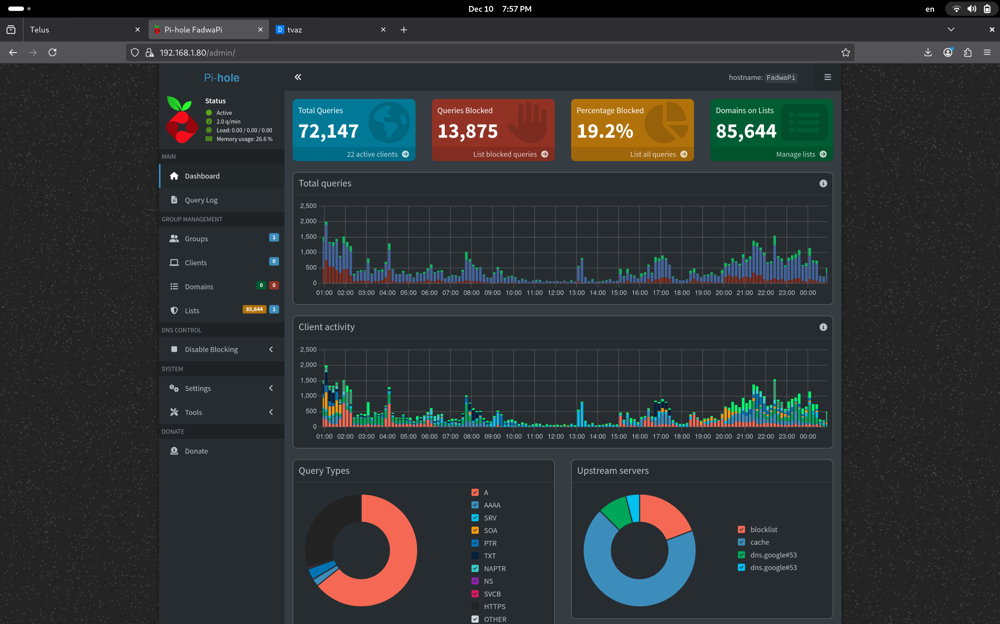 Dec 10 7:57 PM
en
Telus
Pi-hole FadwaPi
D tvaz
192.168.1.80/admin/
Pi-hole
hostname: FadwaPi
Status
Active
2.0 q/min
Load: 0.00 / 0.00 / 0.00
Memory usage: 26.6 %
MAIN
Dashboard
Query Log
GROUP MANAGEMENT
Groups 1
Clients 0
Domains 0 0
Lists 85,644 1
DNS CONTROL
Disable Blocking
SYSTEM
Settings
Tools
DONATE
Donate
Total Queries
72,147
22 active clients
Queries Blocked
13,875
List blocked queries
Percentage Blocked
19.2%
List all queries
Domains on Lists
85,644
Manage lists
Total queries
2,500
2,000
1,500
1,000
500
0
01:00 02:00 03:00 04:00 05:00 06:00 07:00 08:00 09:00 10:00 11:00 12:00 13:00 14:00 15:00 16:00 17:00 18:00 19:00 20:00 21:00 22:00 23:00 00:00
Client activity
2,500
2,000
1,500
1,000
500
0
01:00 02:00 03:00 04:00 05:00 06:00 07:00 08:00 09:00 10:00 11:00 12:00 13:00 14:00 15:00 16:00 17:00 18:00 19:00 20:00 21:00 22:00 23:00 00:00
Query Types
A
AAAA
SRV
SOA
PTR
TXT
NAPTR
NS
SVCB
HTTPS
OTHER
Upstream servers
blocklist
cache
dns.google#53
dns.google#53